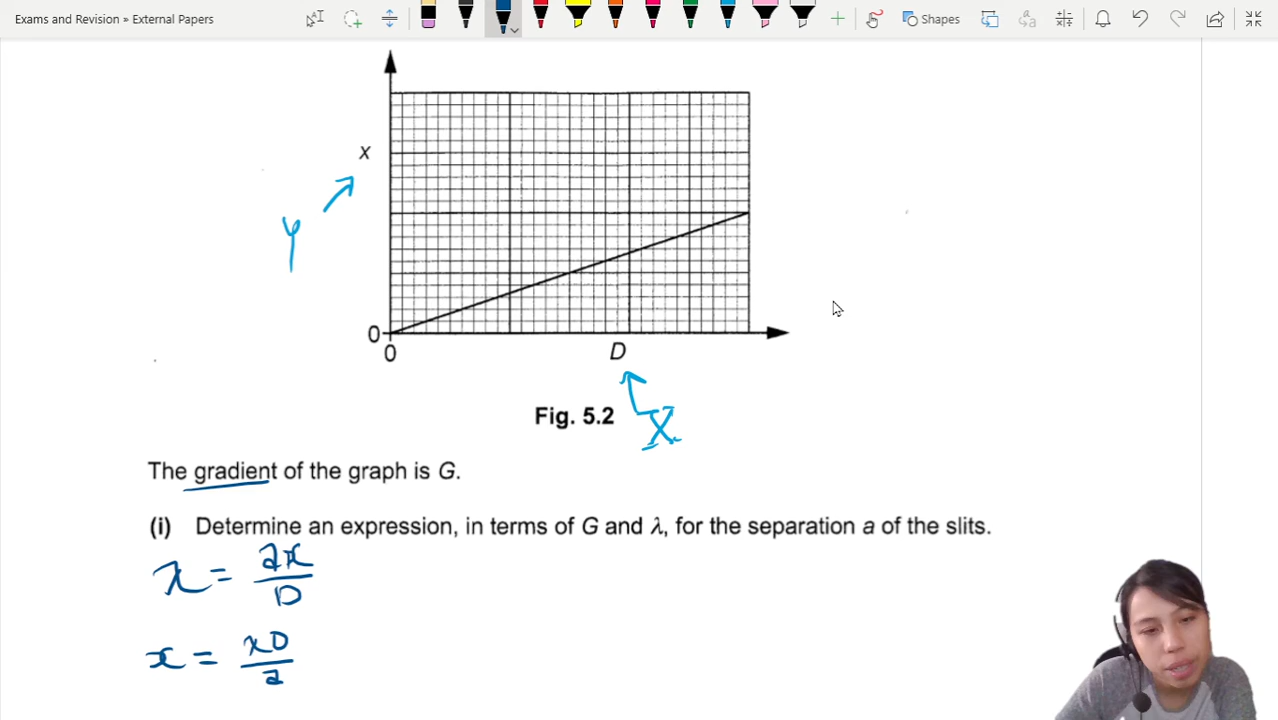 Exams and Revision » External Papers
Shapes
x
Y
0
0
D
X
Fig. 5.2
The gradient of the graph is G.
(i) Determine an expression, in terms of G and λ, for the separation a of the slits.
λ = ax/D
x = λD/a